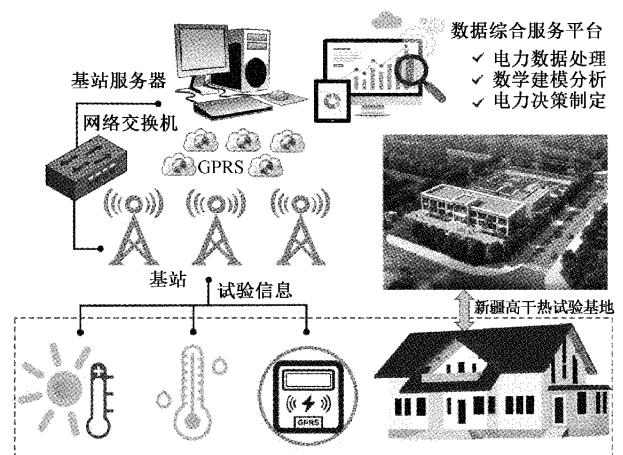 数据综合服务平台
✓ 电力数据处理
✓ 数学建模分析
✓ 电力决策制定
基站服务器
网络交换机
GPRS
基站
试验信息
新疆高干热试验基地
GPRS